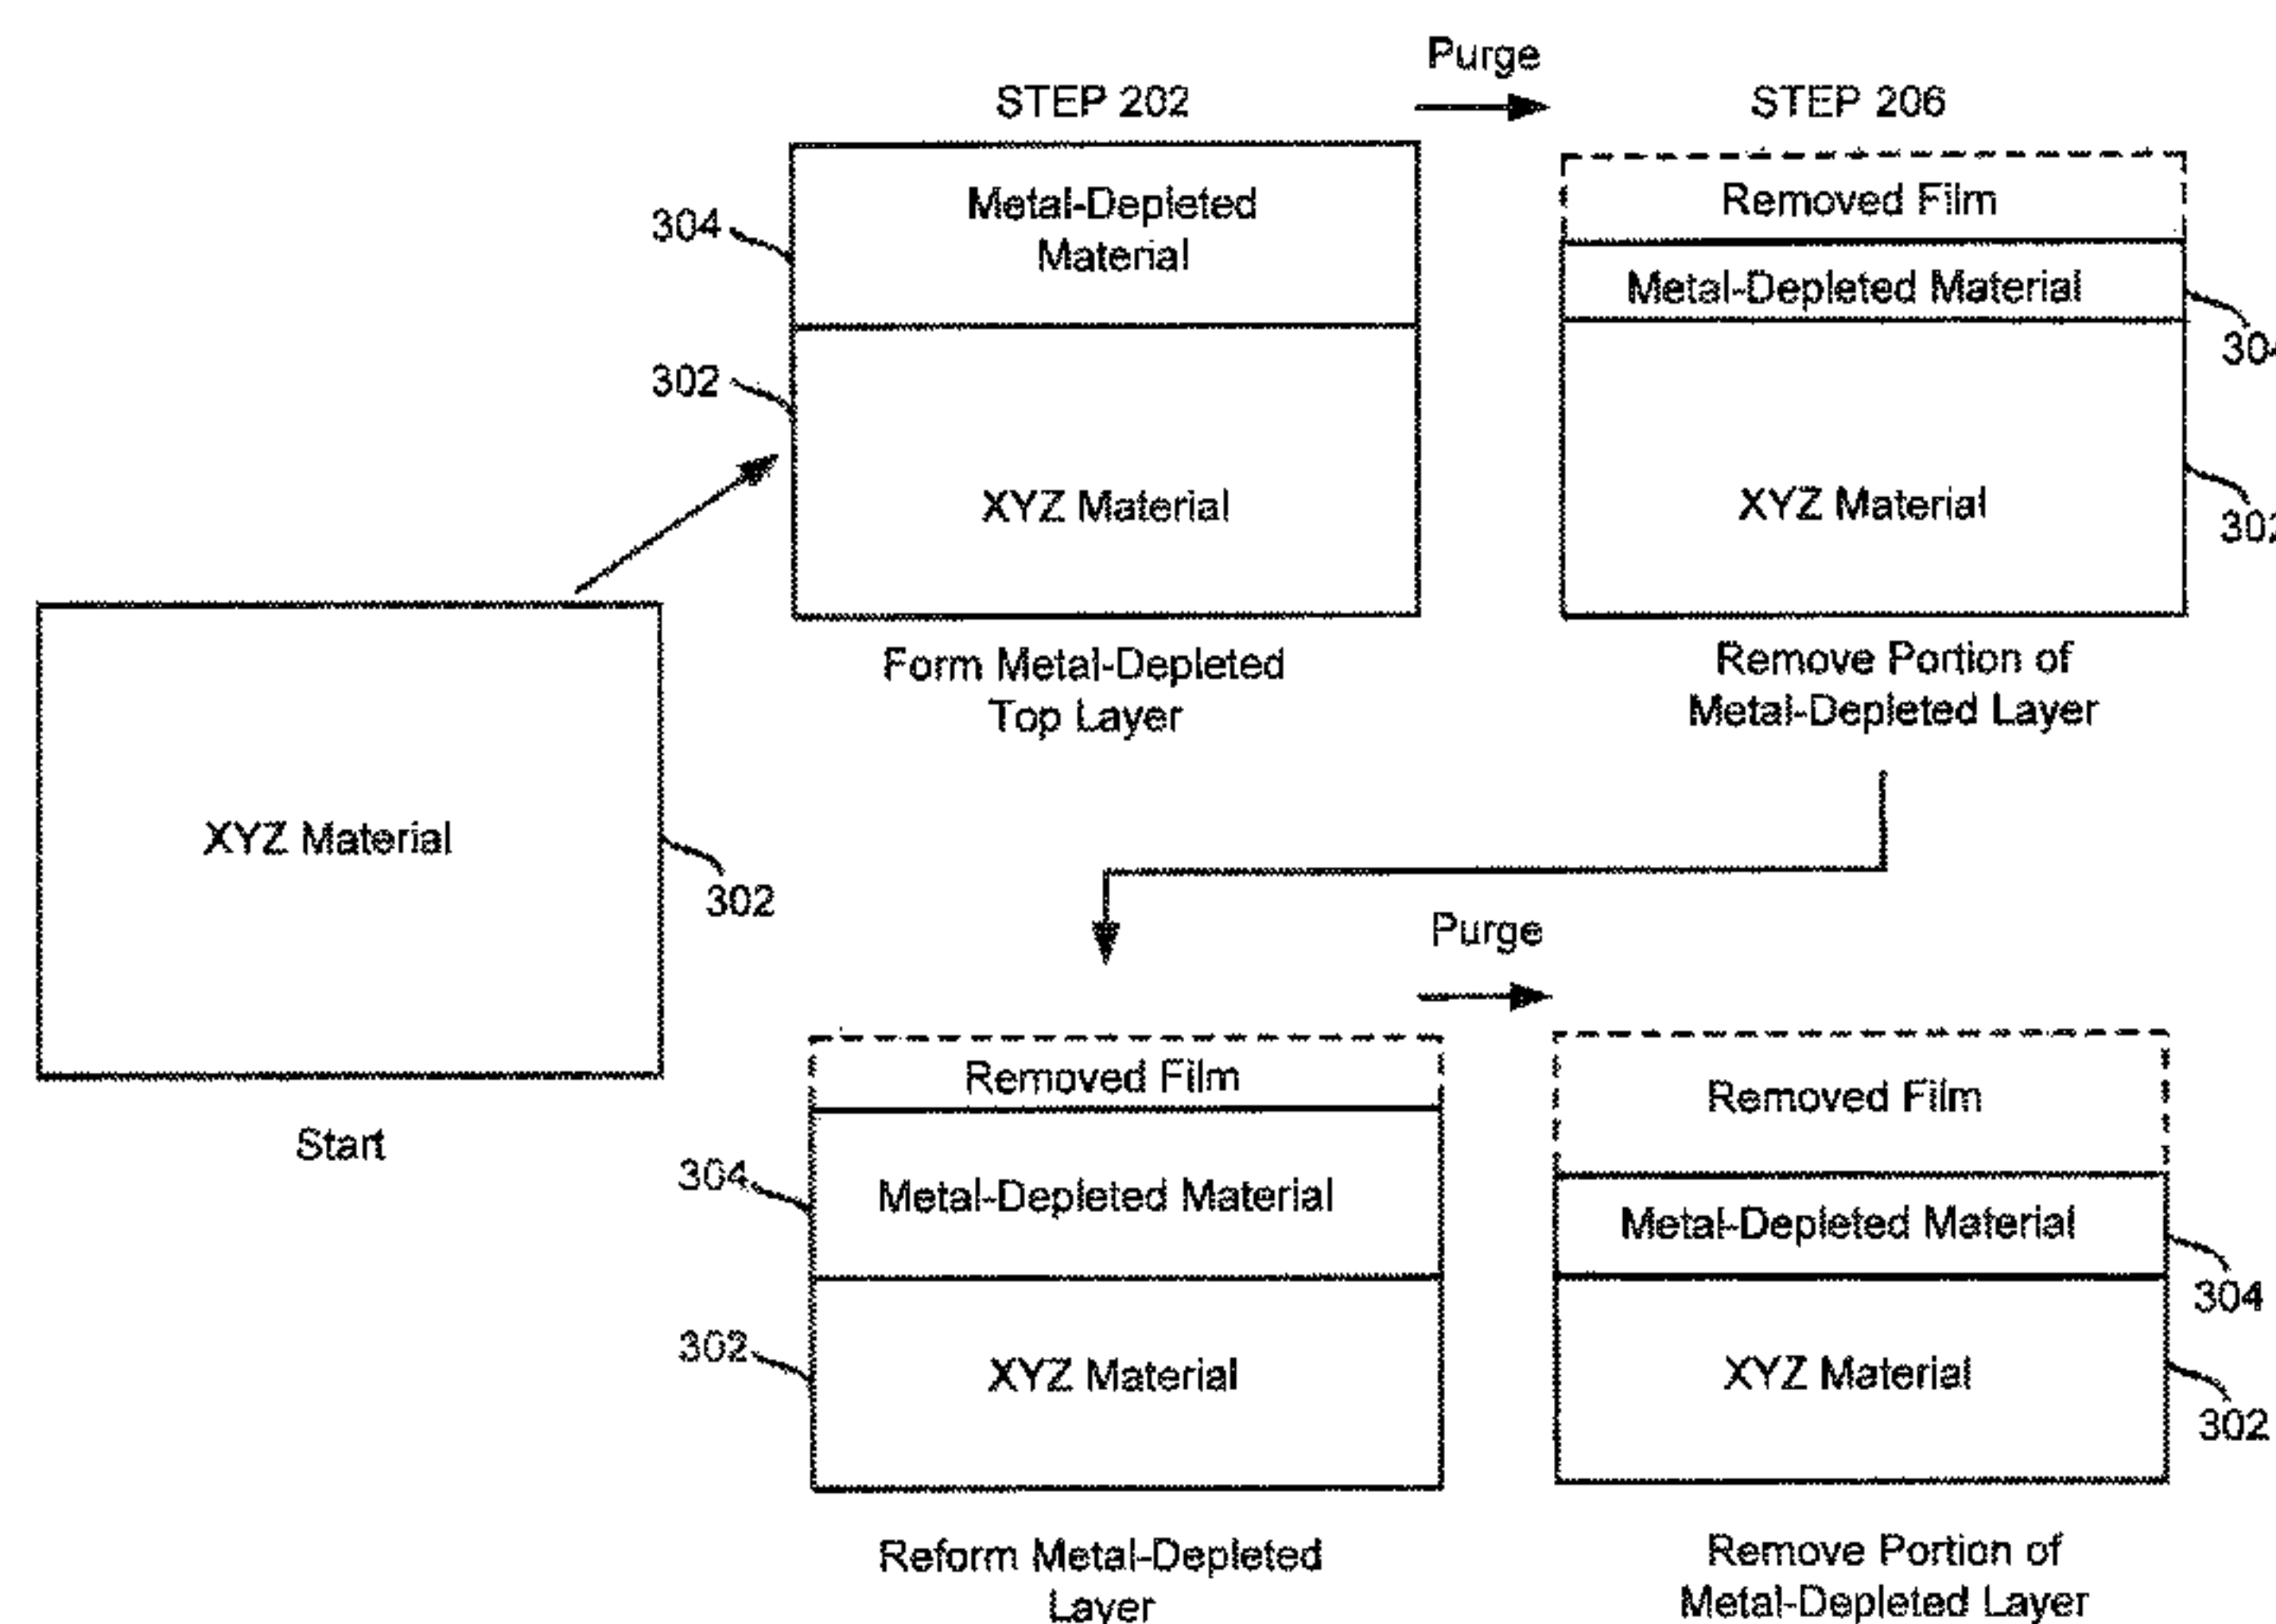 Purge
STEP 202
STEP 206
Metal-Depleted
Material
304
Removed Film
Metal-Depleted Material
304
302
XYZ Material
XYZ Material
302
Form Metal-Depleted
Top Layer
Remove Portion of
Metal-Depleted Layer
XYZ Material
302
Start
Purge
Removed Film
304
Metal-Depleted Material
302
XYZ Material
Removed Film
Metal-Depleted Material
304
XYZ Material
302
Reform Metal-Depleted
Layer
Remove Portion of
Metal-Depleted Layer